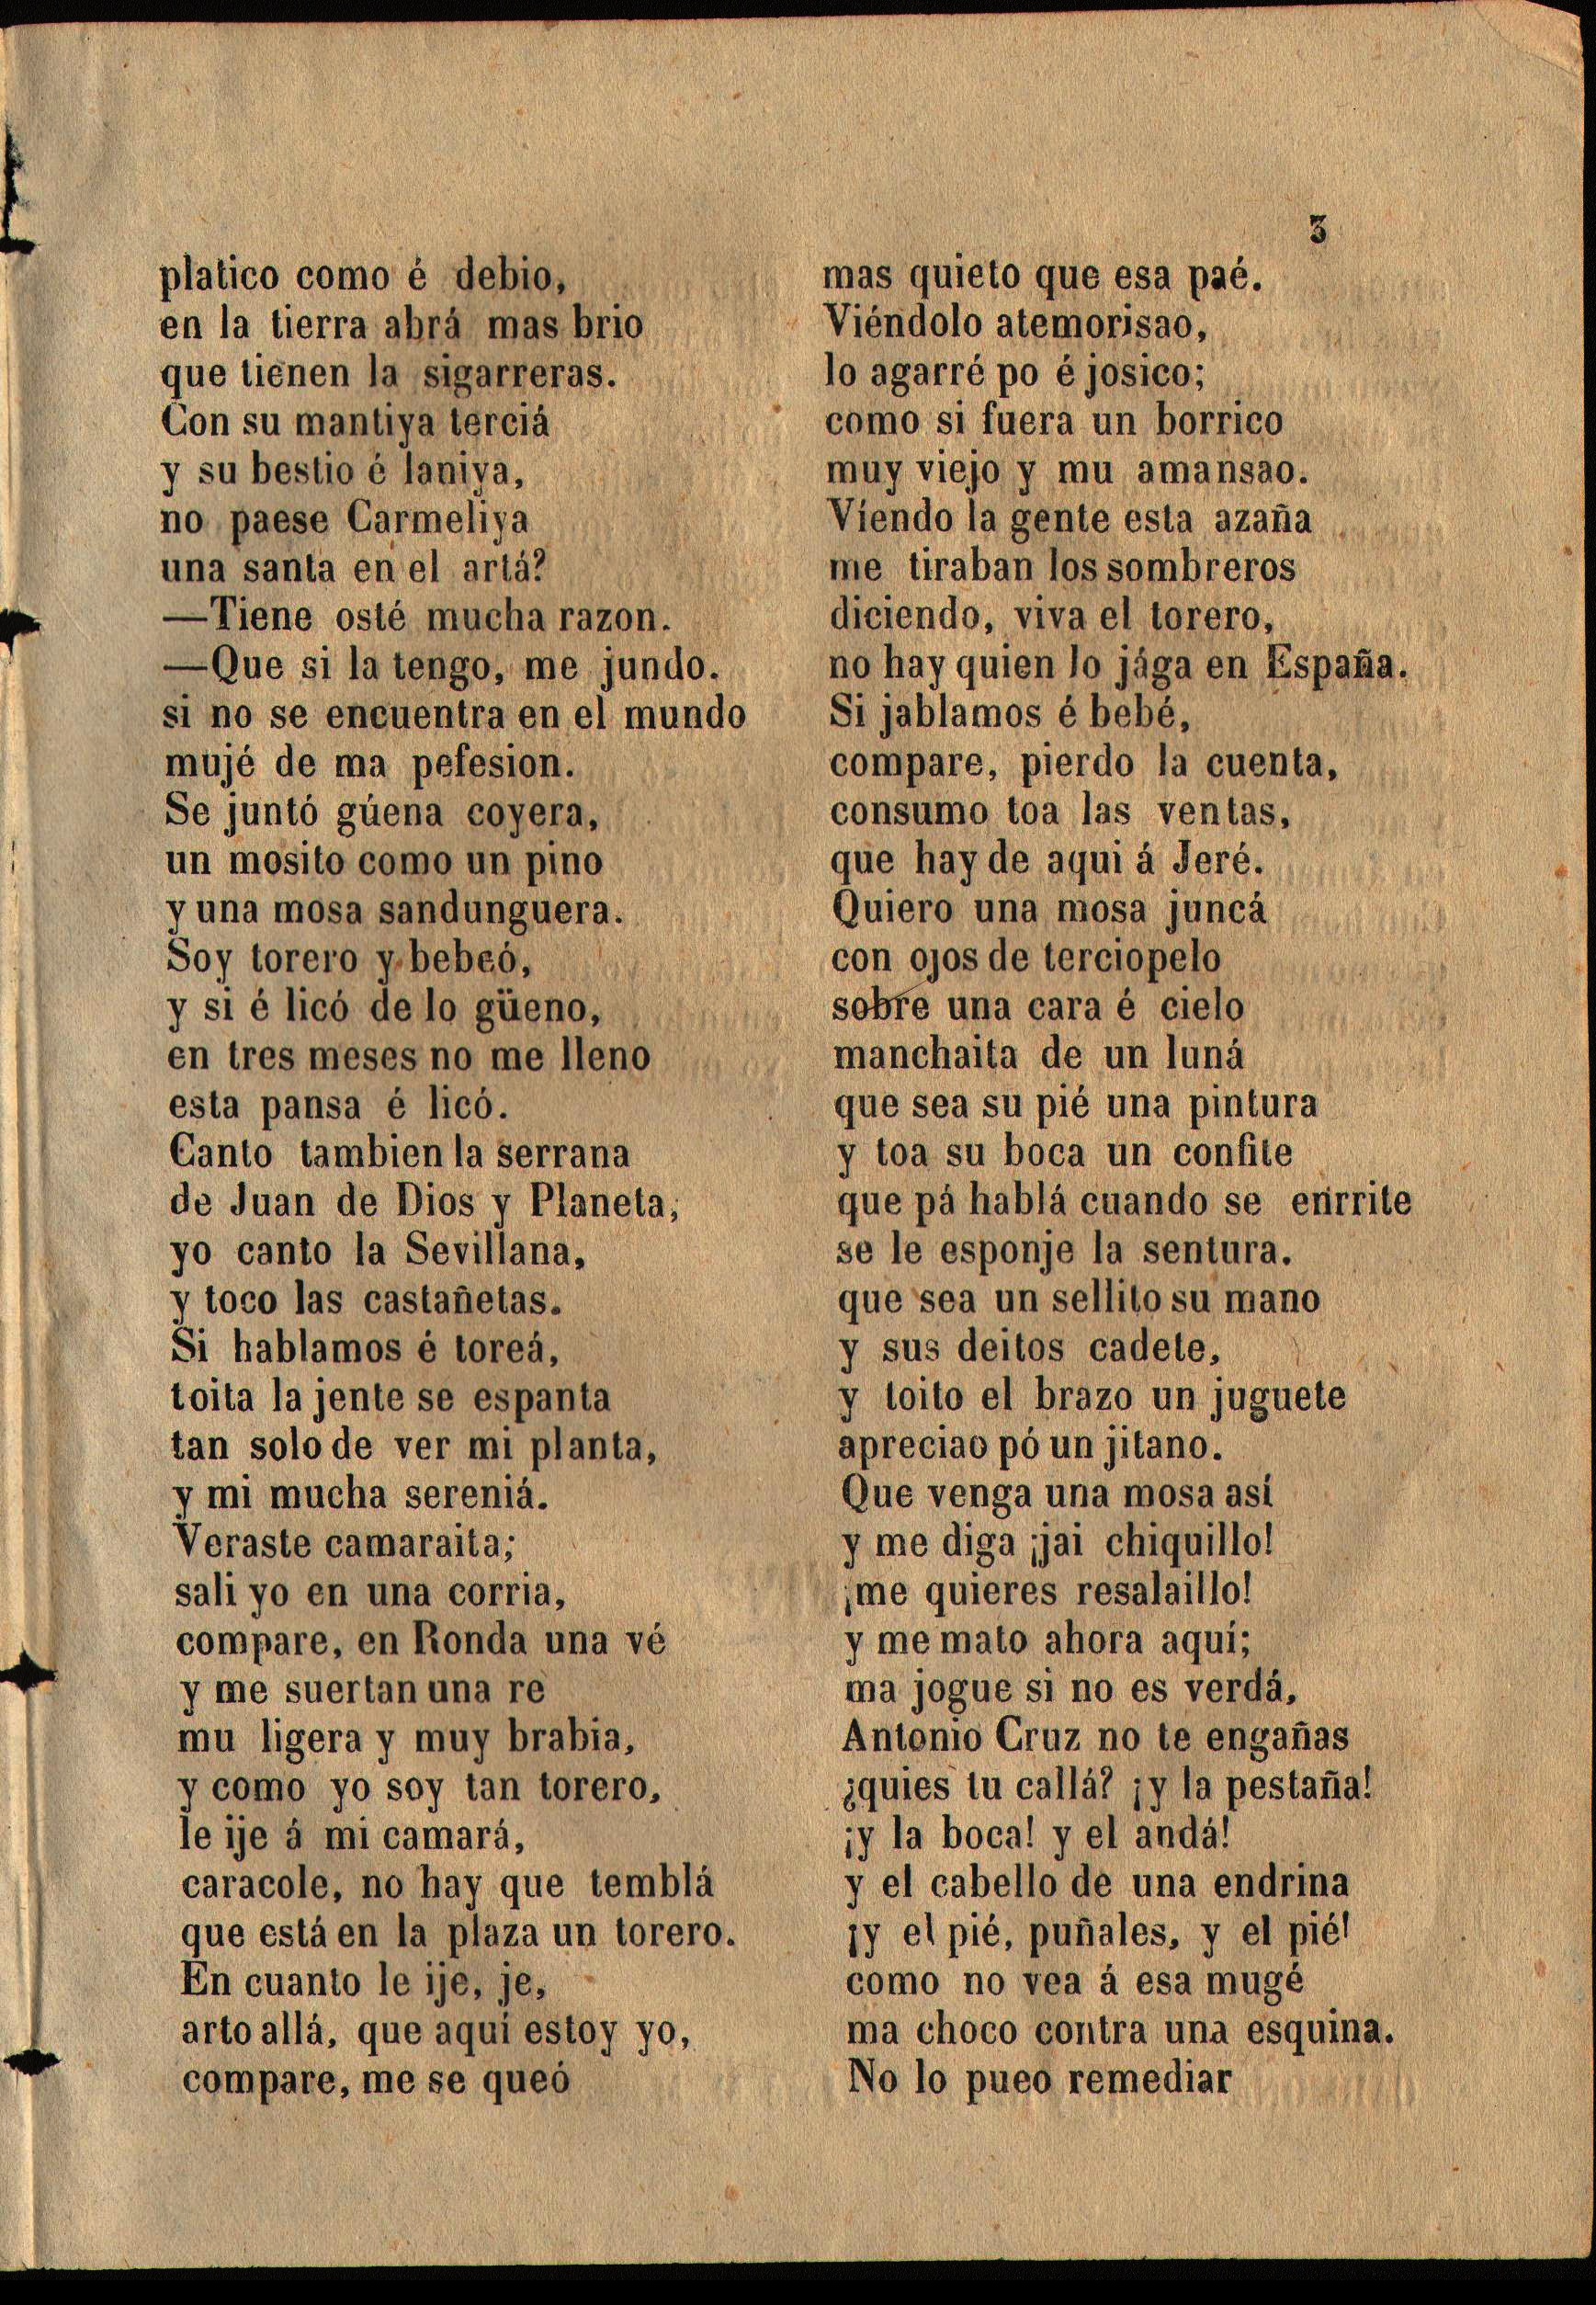 3
platico como é debio,
en la tierra abrá mas brio
que tienen la sigarreras.
Con su mantiya terciá
y su bestio é laniya,
no paese Carmeliya
una santa en el artá?
—Tiene osté mucha razon.
—Que si la tengo, me jundo.
si no se encuentra en el mundo
mujé de ma pefesion.
Se juntó gúena coyera,
un mosito como un pino
y una mosa sandunguera.
Soy torero y bebeó,
y si é licó de lo güeno,
en tres meses no me lleno
esta pansa é licó.
Canto tambien la serrana
de Juan de Dios y Planeta,
yo canto la Sevillana,
y toco las castañetas.
Si hablamos é toreá,
toita la jente se espanta
tan solo de ver mi planta,
y mi mucha sereniá.
Veraste camaraita;
sali yo en una corria,
compare, en Ronda una vé
y me suertan una re
mu ligera y muy brabia,
y como yo soy tan torero,
le ije á mi camará,
caracole, no hay que temblá
que está en la plaza un torero.
En cuanto le ije, je,
arto allá, que aquí estoy yo,
compare, me se queó
mas quieto que esa paé.
Viéndolo atemorisao,
lo agarré po é josico;
como si fuera un borrico
muy viejo y mu amansao.
Víendo la gente esta azaña
me tiraban los sombreros
diciendo, viva el torero,
no hay quien lo jága en España.
Si jablamos é bebé,
compare, pierdo la cuenta,
consumo toa las ventas,
que hay de aqui á Jeré.
Quiero una mosa juncá
con ojos de terciopelo
sobre una cara é cielo
manchaita de un luná
que sea su pié una pintura
y toa su boca un confite
que pá hablá cuando se enrrite
se le esponje la sentura.
que sea un sellito su mano
y sus deitos cadete,
y toito el brazo un juguete
apreciao pó un jitano.
Que venga una mosa así
y me diga ¡jai chiquillo!
¡me quieres resalaillo!
y me mato ahora aquí;
ma jogue si no es verdá,
Antonio Cruz no te engañas
¿quies tu callá? ¡y la pestaña!
¡y la boca! y el andá!
y el cabello de una endrina
¡y el pié, puñales, y el pié!
como no vea á esa mugé
ma choco contra una esquina.
No lo pueo remediar